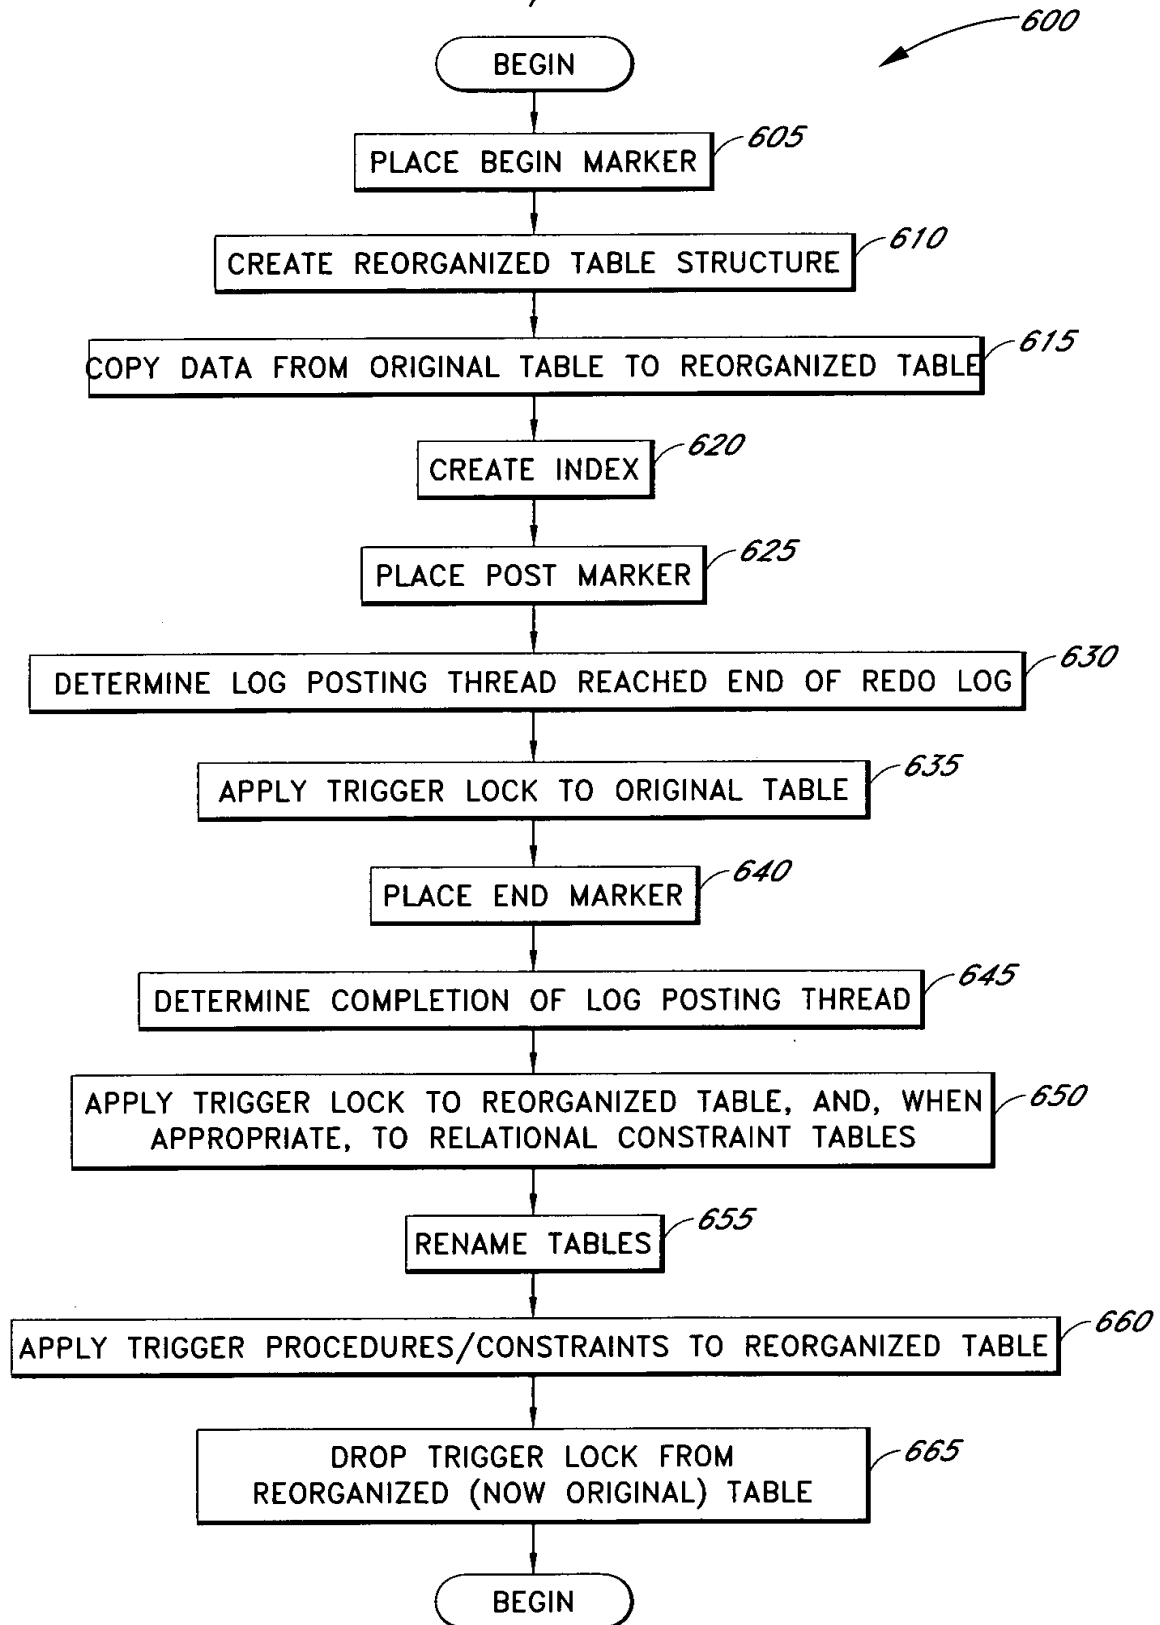 600
BEGIN
PLACE BEGIN MARKER
605
CREATE REORGANIZED TABLE STRUCTURE
610
COPY DATA FROM ORIGINAL TABLE TO REORGANIZED TABLE
615
CREATE INDEX
620
PLACE POST MARKER
625
DETERMINE LOG POSTING THREAD REACHED END OF REDO LOG
630
APPLY TRIGGER LOCK TO ORIGINAL TABLE
635
PLACE END MARKER
640
DETERMINE COMPLETION OF LOG POSTING THREAD
645
APPLY TRIGGER LOCK TO REORGANIZED TABLE, AND, WHEN
APPROPRIATE, TO RELATIONAL CONSTRAINT TABLES
650
RENAME TABLES
655
APPLY TRIGGER PROCEDURES/CONSTRAINTS TO REORGANIZED TABLE
660
DROP TRIGGER LOCK FROM
REORGANIZED (NOW ORIGINAL) TABLE
665
BEGIN